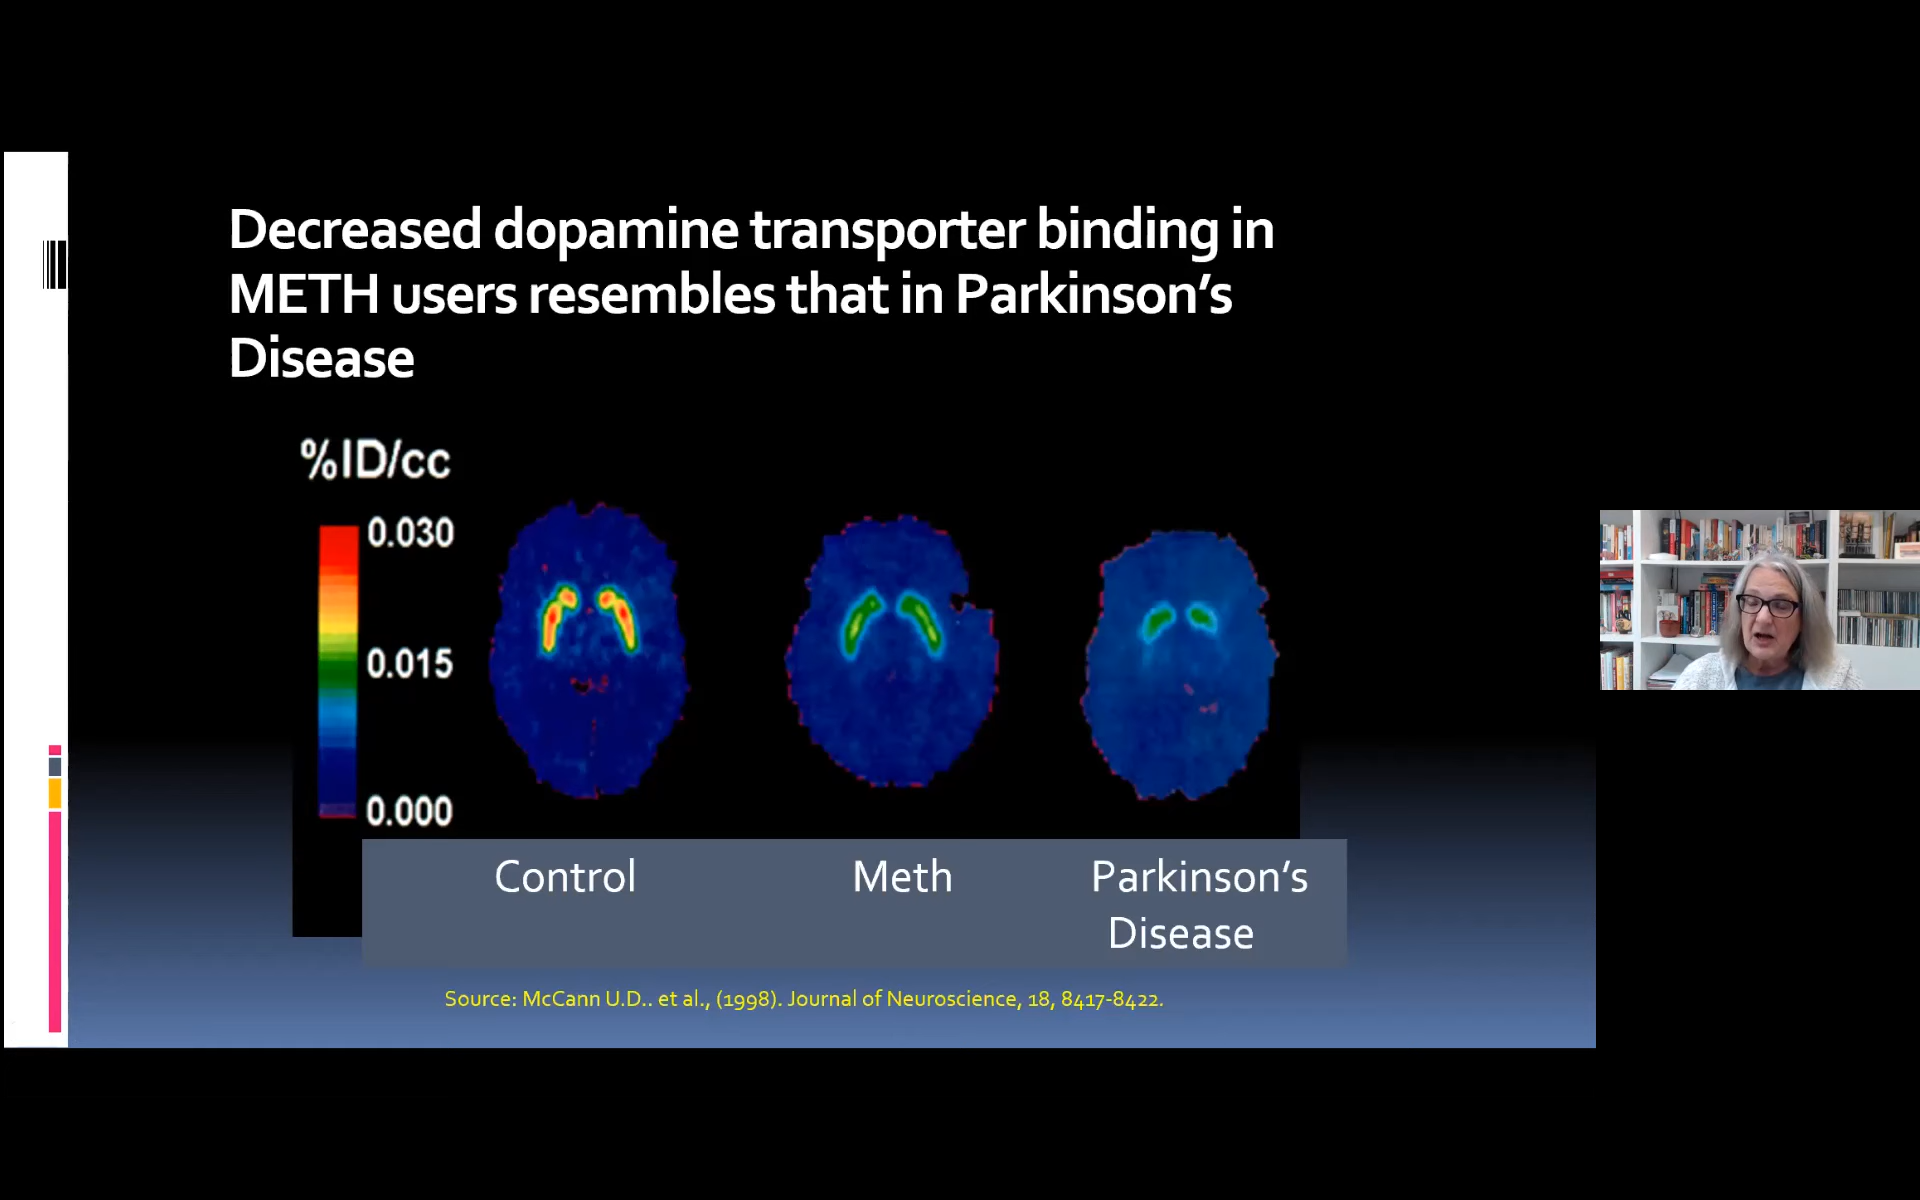 Decreased dopamine transporter binding in
METH users resembles that in Parkinson’s
Disease
%ID/cc
0.030
0.015
0.000
Control
Meth
Parkinson’s
Disease
Source: McCann U.D.. et al., (1998). Journal of Neuroscience, 18, 8417-8422.